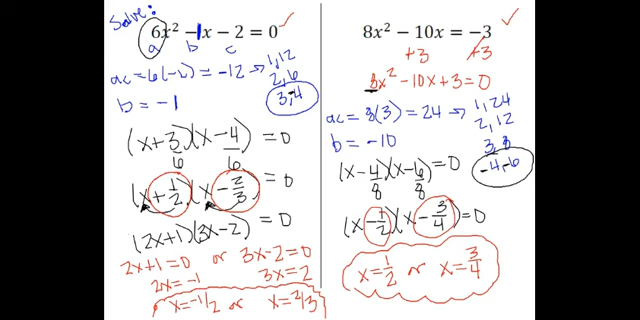 Solve:
6x² - 1x - 2 = 0 ✓
a b c
ac = 6(-2) = -12 → 1, 12
2, 6
b = -1
3, -4
(x + 3/6)(x - 4/6) = 0
(x + 1/2)(x - 2/3) = 0
(2x+1)(3x-2) = 0
2x+1=0 or 3x-2=0
2x=-1 3x=2
x=-1/2 or x=2/3
8x² - 10x = -3 ✓
+3 +3
8x² - 10x + 3 = 0
ac = 8(3) = 24 → 1, 24
2, 12
b = -10
3, 8
-4, -6
(x - 4/8)(x - 6/8) = 0
(x - 1/2)(x - 3/4) = 0
x = 1/2 or x = 3/4